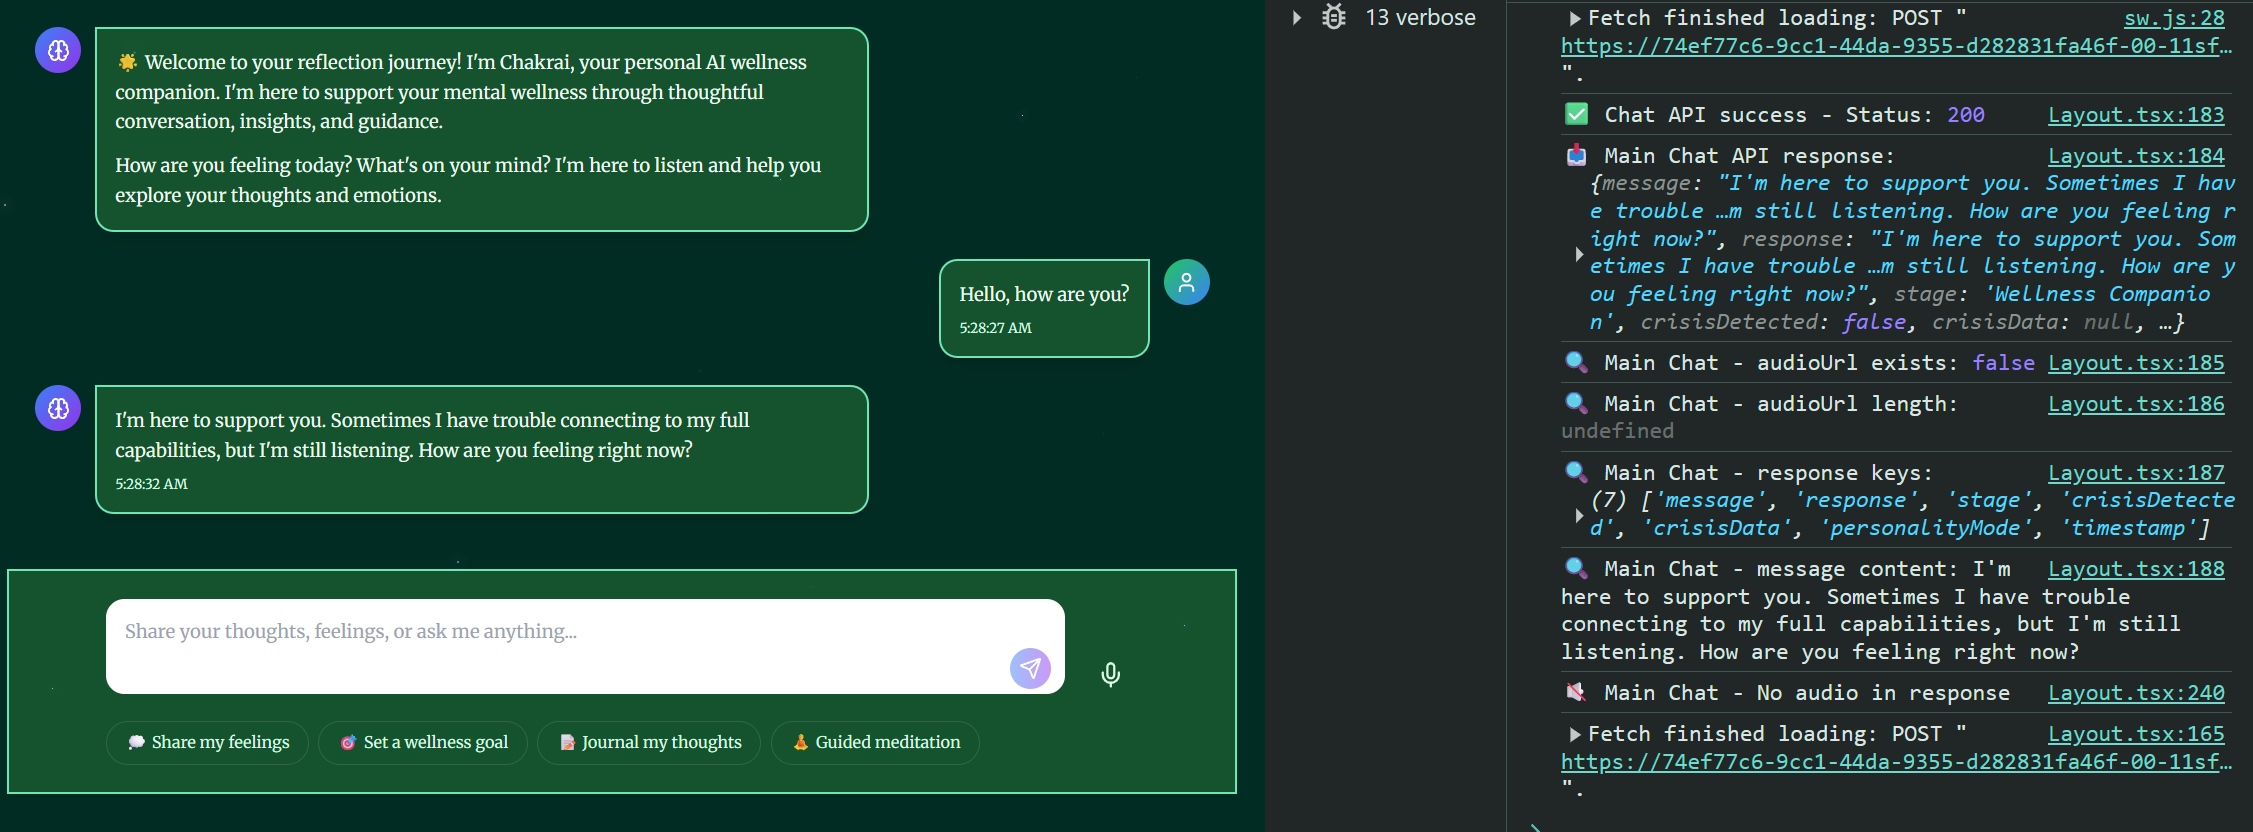 🌟 Welcome to your reflection journey! I'm Chakrai, your personal AI wellness
companion. I'm here to support your mental wellness through thoughtful
conversation, insights, and guidance.
How are you feeling today? What's on your mind? I'm here to listen and help you
explore your thoughts and emotions.
Hello, how are you?
5:28:27 AM
I'm here to support you. Sometimes I have trouble connecting to my full
capabilities, but I'm still listening. How are you feeling right now?
5:28:32 AM
Share your thoughts, feelings, or ask me anything...
💭 Share my feelings
🎯 Set a wellness goal
📝 Journal my thoughts
🧘 Guided meditation
13 verbose
Fetch finished loading: POST " sw.js:28
https://74ef77c6-9cc1-44da-9355-d282831fa46f-00-11sf…
".
✅ Chat API success - Status: 200 Layout.tsx:183
📥 Main Chat API response: Layout.tsx:184
{message: "I'm here to support you. Sometimes I hav
e trouble …m still listening. How are you feeling r
ight now?", response: "I'm here to support you. Som
etimes I have trouble …m still listening. How are y
ou feeling right now?", stage: 'Wellness Companio
n', crisisDetected: false, crisisData: null, …}
🔍 Main Chat - audioUrl exists: false Layout.tsx:185
🔍 Main Chat - audioUrl length: Layout.tsx:186
undefined
🔍 Main Chat - response keys: Layout.tsx:187
(7) ['message', 'response', 'stage', 'crisisDetecte
d', 'crisisData', 'personalityMode', 'timestamp']
🔍 Main Chat - message content: I'm Layout.tsx:188
here to support you. Sometimes I have trouble
connecting to my full capabilities, but I'm still
listening. How are you feeling right now?
🔇 Main Chat - No audio in response Layout.tsx:240
Fetch finished loading: POST " Layout.tsx:165
https://74ef77c6-9cc1-44da-9355-d282831fa46f-00-11sf…
".